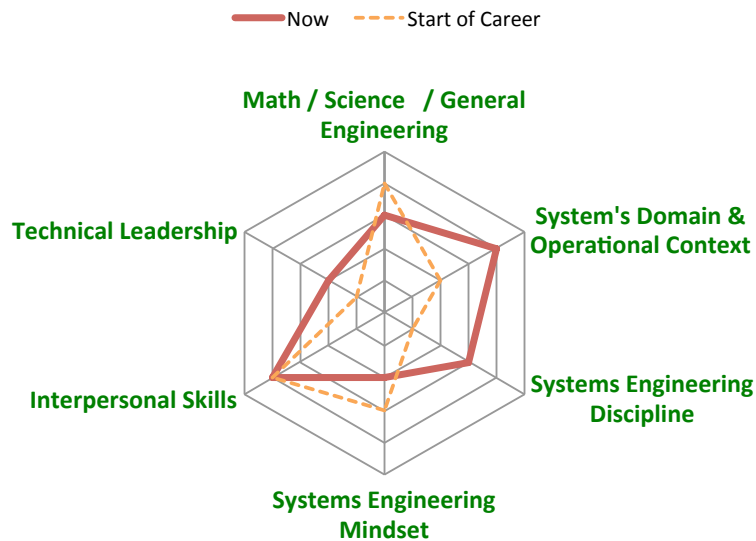 Now Start of Career
Math / Science / General
Engineering
System's Domain &
Operational Context
Technical Leadership
Systems Engineering
Discipline
Interpersonal Skills
Systems Engineering
Mindset